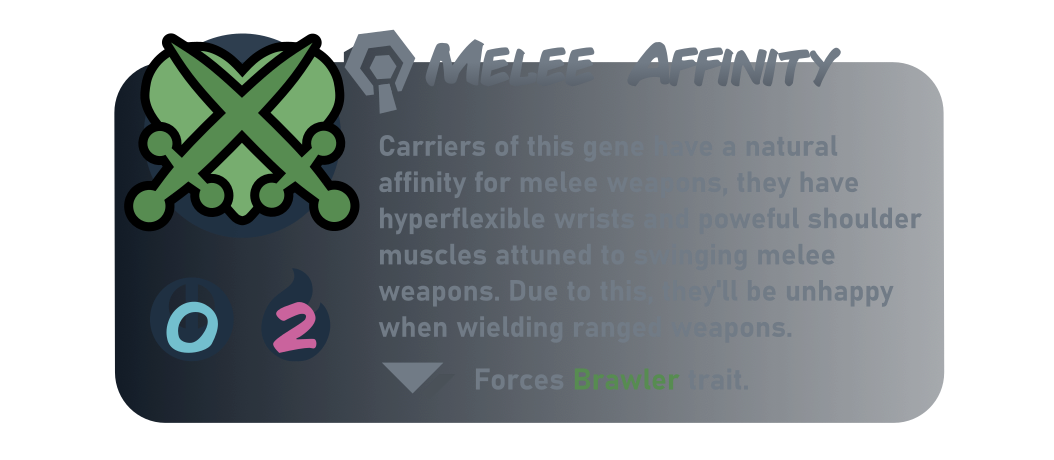 Melee Affinity
Carriers of this gene have a natural
affinity for melee weapons, they have
hyperflexible wrists and poweful shoulder
muscles attuned to swinging melee
weapons. Due to this, they'll be unhappy
when wielding ranged weapons.
0 2
Forces Brawler trait.